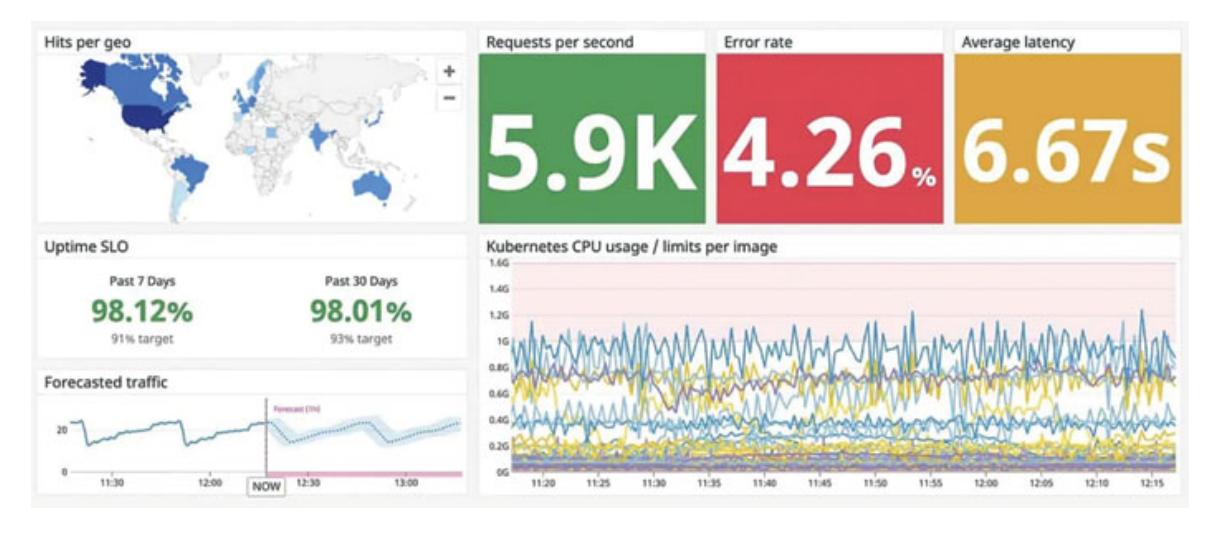 Hits per geo
+
−
Requests per second
5.9K
Error rate
4.26%
Average latency
6.67s
Uptime SLO
Past 7 Days
98.12%
91% target
Past 30 Days
98.01%
93% target
Forecasted traffic
Forecast (1h)
20
0
11:30 12:00 12:30 13:00
NOW
Kubernetes CPU usage / limits per image
1.6G
1.4G
1.2G
1G
0.8G
0.6G
0.4G
0.2G
0G
11:20 11:25 11:30 11:35 11:40 11:45 11:50 11:55 12:00 12:05 12:10 12:15